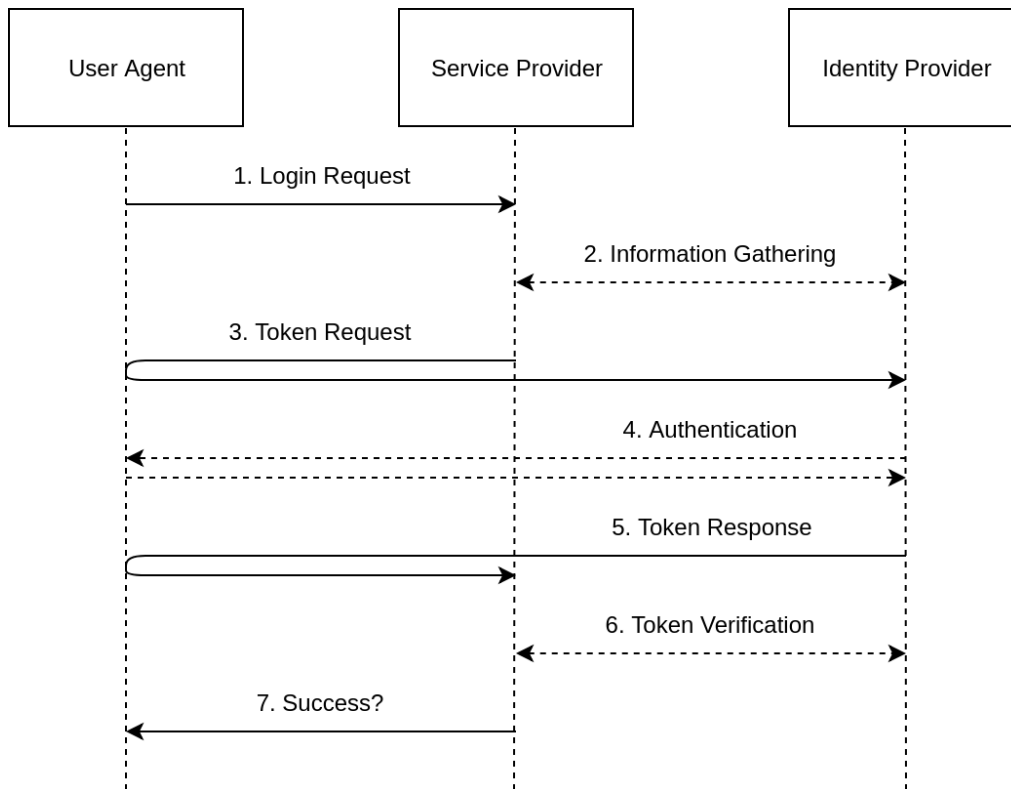 User Agent
Service Provider
Identity Provider
1. Login Request
2. Information Gathering
3. Token Request
4. Authentication
5. Token Response
6. Token Verification
7. Success?